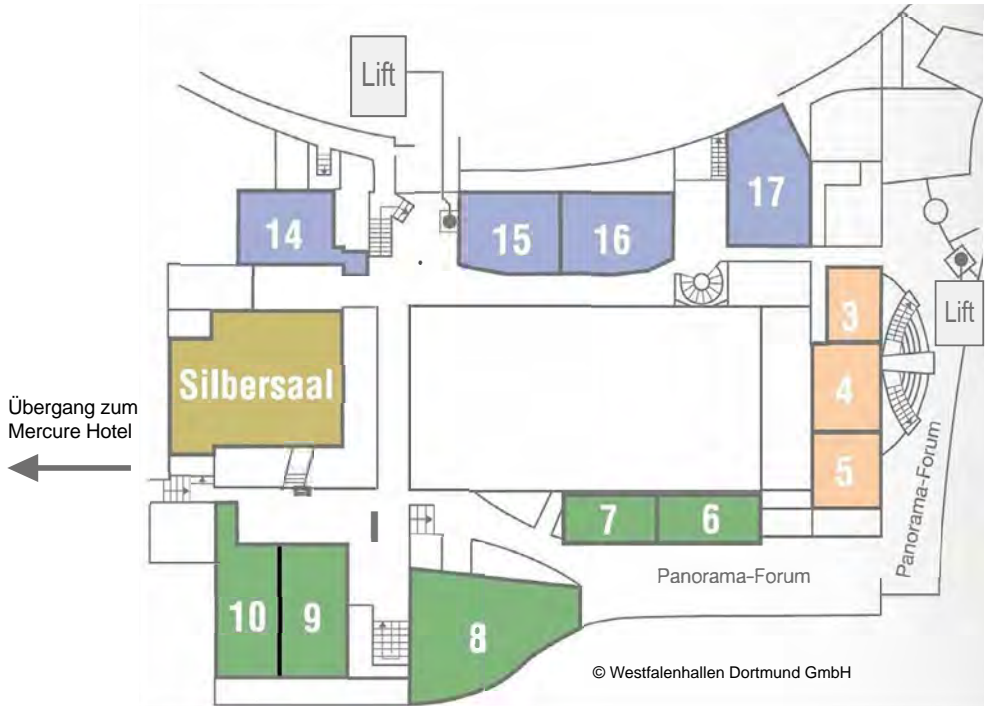 Lift
17
14
15
16
3
Lift
Silbersaal
4
Übergang zum
Mercure Hotel
5
Panorama-Forum
7
6
Panorama-Forum
10
9
8
© Westfalenhallen Dortmund GmbH